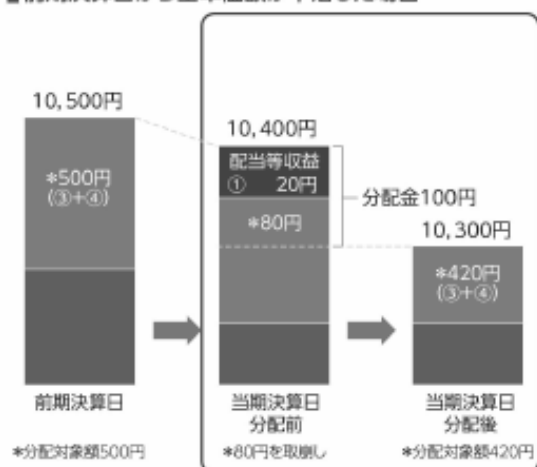 10,500円
*500円
(③+④)
前期決算日
*分配対象額500円
10,400円
配当等収益
① 20円
*80円
分配金100円
当期決算日
分配前
*80円を取崩し
10,300円
*420円
(③+④)
当期決算日
分配後
*分配対象額420円